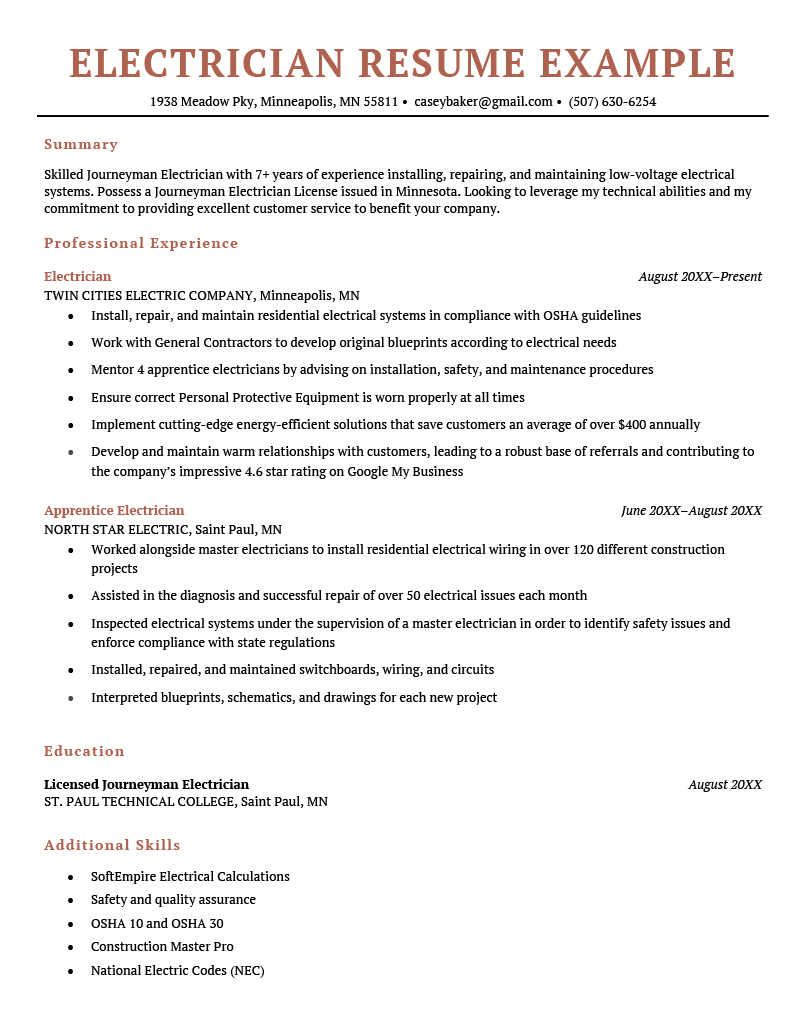 ELECTRICIAN RESUME EXAMPLE
1938 Meadow Pky, Minneapolis, MN 55811 • caseybaker@gmail.com • (507) 630-6254
Summary
Skilled Journeyman Electrician with 7+ years of experience installing, repairing, and maintaining low-voltage electrical
systems. Possess a Journeyman Electrician License issued in Minnesota. Looking to leverage my technical abilities and my
commitment to providing excellent customer service to benefit your company.
Professional Experience
Electrician August 20XX–Present
TWIN CITIES ELECTRIC COMPANY, Minneapolis, MN
• Install, repair, and maintain residential electrical systems in compliance with OSHA guidelines
• Work with General Contractors to develop original blueprints according to electrical needs
• Mentor 4 apprentice electricians by advising on installation, safety, and maintenance procedures
• Ensure correct Personal Protective Equipment is worn properly at all times
• Implement cutting-edge energy-efficient solutions that save customers an average of over $400 annually
• Develop and maintain warm relationships with customers, leading to a robust base of referrals and contributing to
the company’s impressive 4.6 star rating on Google My Business
Apprentice Electrician June 20XX–August 20XX
NORTH STAR ELECTRIC, Saint Paul, MN
• Worked alongside master electricians to install residential electrical wiring in over 120 different construction
projects
• Assisted in the diagnosis and successful repair of over 50 electrical issues each month
• Inspected electrical systems under the supervision of a master electrician in order to identify safety issues and
enforce compliance with state regulations
• Installed, repaired, and maintained switchboards, wiring, and circuits
• Interpreted blueprints, schematics, and drawings for each new project
Education
Licensed Journeyman Electrician August 20XX
ST. PAUL TECHNICAL COLLEGE, Saint Paul, MN
Additional Skills
• SoftEmpire Electrical Calculations
• Safety and quality assurance
• OSHA 10 and OSHA 30
• Construction Master Pro
• National Electric Codes (NEC)